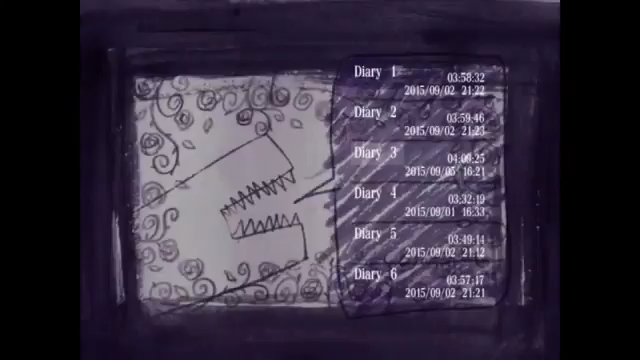 Diary 1
03:58:32
2015/09/02 21:22
Diary 2
03:59:46
2015/09/02 21:23
Diary 3
04:09:25
2015/09/05 16:21
Diary 4
03:32:19
2015/09/01 16:33
Diary 5
03:49:14
2015/09/02 21:12
Diary 6
03:57:17
2015/09/02 21:21